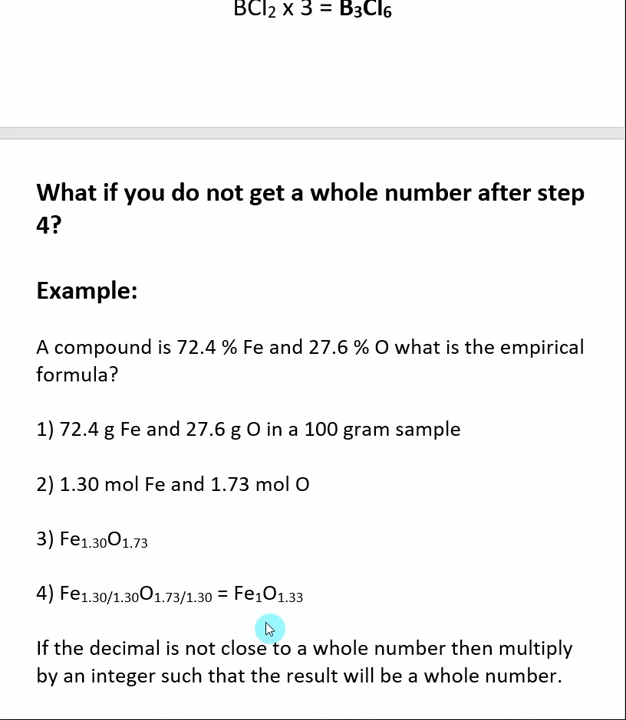 BCl₂ x 3 = B₃Cl₆
What if you do not get a whole number after step
4?
Example:
A compound is 72.4 % Fe and 27.6 % O what is the empirical
formula?
1) 72.4 g Fe and 27.6 g O in a 100 gram sample
2) 1.30 mol Fe and 1.73 mol O
3) Fe₁.₃₀O₁.₇₃
4) Fe₁.₃₀/₁.₃₀O₁.₇₃/₁.₃₀ = Fe₁O₁.₃₃
If the decimal is not close to a whole number then multiply
by an integer such that the result will be a whole number.